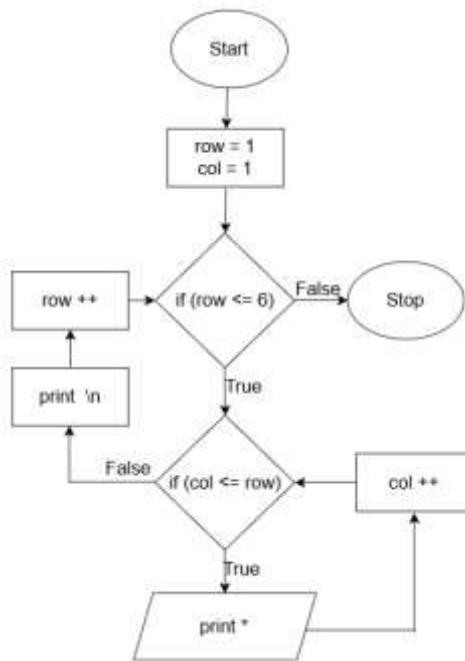 Start
row = 1
col = 1
if (row <= 6)
False
Stop
row ++
True
print \n
False
if (col <= row)
col ++
True
print *